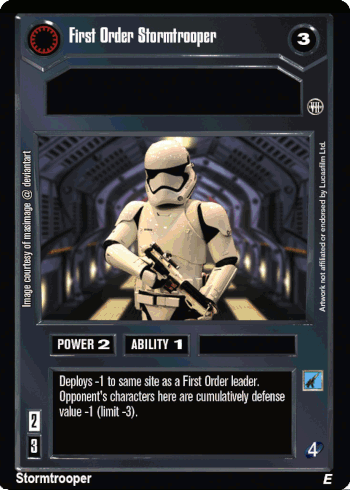 First Order Stormtrooper
3
VII
Image courtesy of masimage @ deviantart
Artwork not affiliated or endorsed by Lucasfilm Ltd.
POWER 2
ABILITY 1
Deploys -1 to same site as a First Order leader.
Opponent's characters here are cumulatively defense
value -1 (limit -3).
2
3
4
Stormtrooper
E